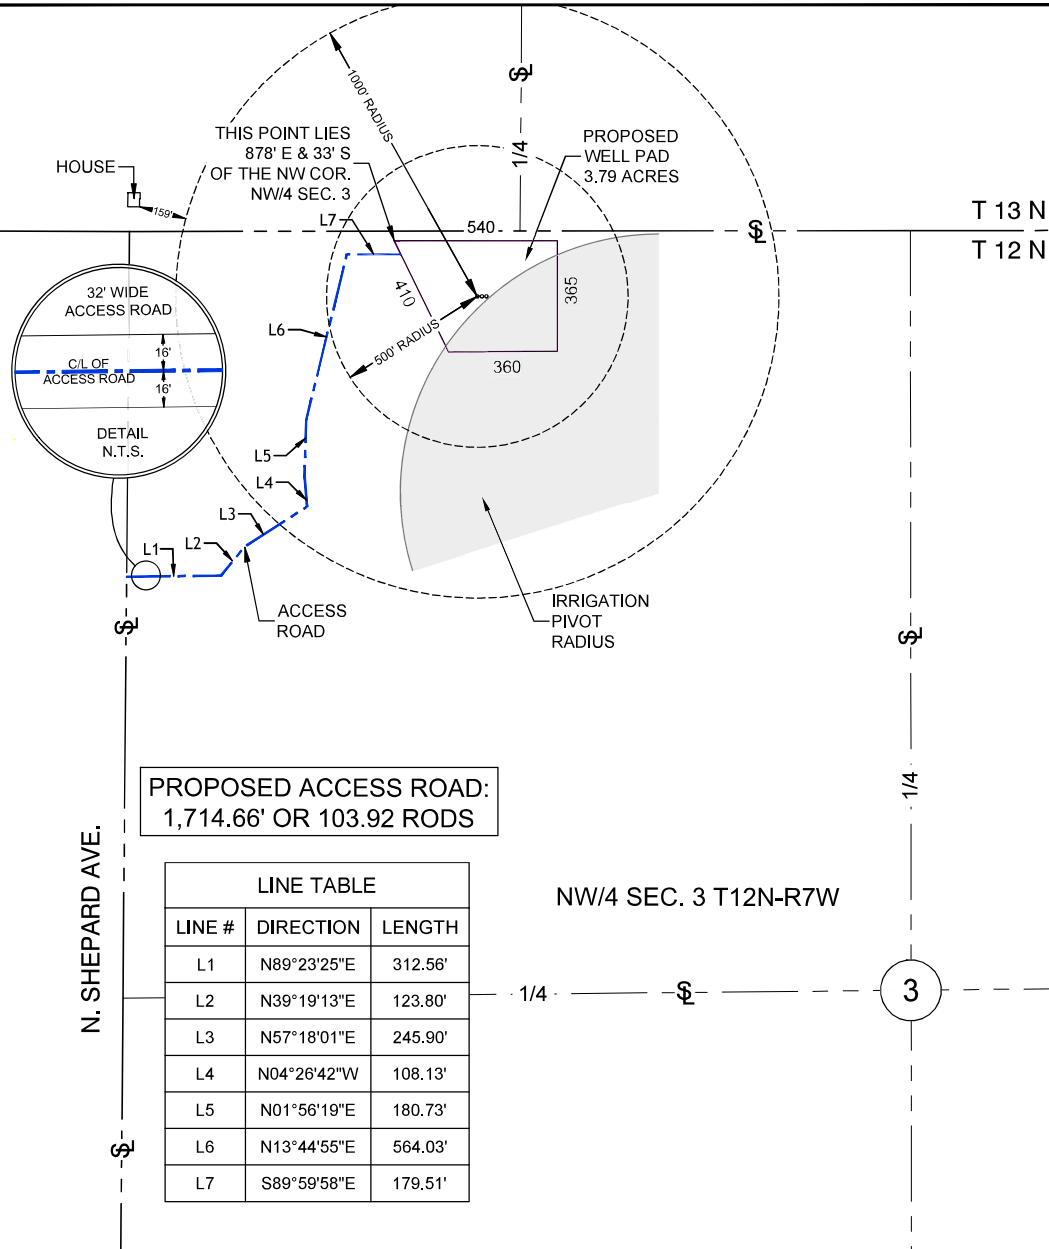 1000' RADIUS
1/4
THIS POINT LIES
878' E & 33' S
OF THE NW COR.
NW/4 SEC. 3
PROPOSED
WELL PAD
3.79 ACRES
HOUSE
159'
L7
540
T 13 N
T 12 N
32' WIDE
ACCESS ROAD
16'
C/L OF
ACCESS ROAD
16'
DETAIL
N.T.S.
410
365
L6
500' RADIUS
360
L5
L4
L3
L2
L1
ACCESS
ROAD
IRRIGATION
PIVOT
RADIUS
PROPOSED ACCESS ROAD:
1,714.66' OR 103.92 RODS
1/4
N. SHEPARD AVE.
NW/4 SEC. 3 T12N-R7W
LINE TABLE
LINE # DIRECTION LENGTH
L1 N89°23'25"E 312.56'
L2 N39°19'13"E 123.80'
L3 N57°18'01"E 245.90'
L4 N04°26'42"W 108.13'
L5 N01°56'19"E 180.73'
L6 N13°44'55"E 564.03'
L7 S89°59'58"E 179.51'
1/4
3